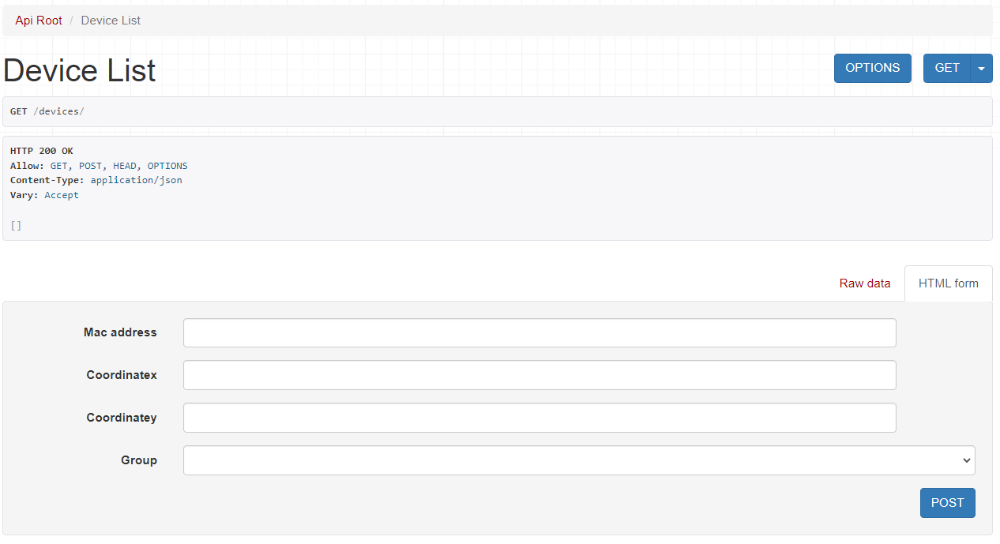 Api Root / Device List
Device List
OPTIONS
GET
GET /devices/
HTTP 200 OK
Allow: GET, POST, HEAD, OPTIONS
Content-Type: application/json
Vary: Accept
[]
Raw data
HTML form
Mac address
Coordinatex
Coordinatey
Group
POST